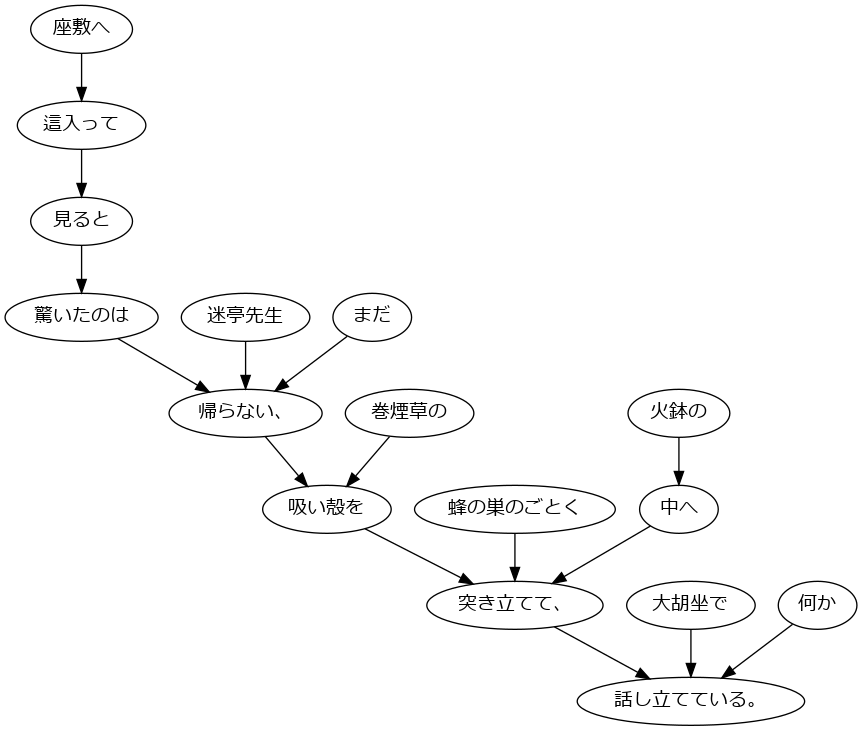 座敷へ
這入って
見ると
驚いたのは
迷亭先生
まだ
帰らない、
巻煙草の
火鉢の
吸い殻を
蜂の巣のごとく
中へ
突き立てて、
大胡坐で
何か
話し立てている。